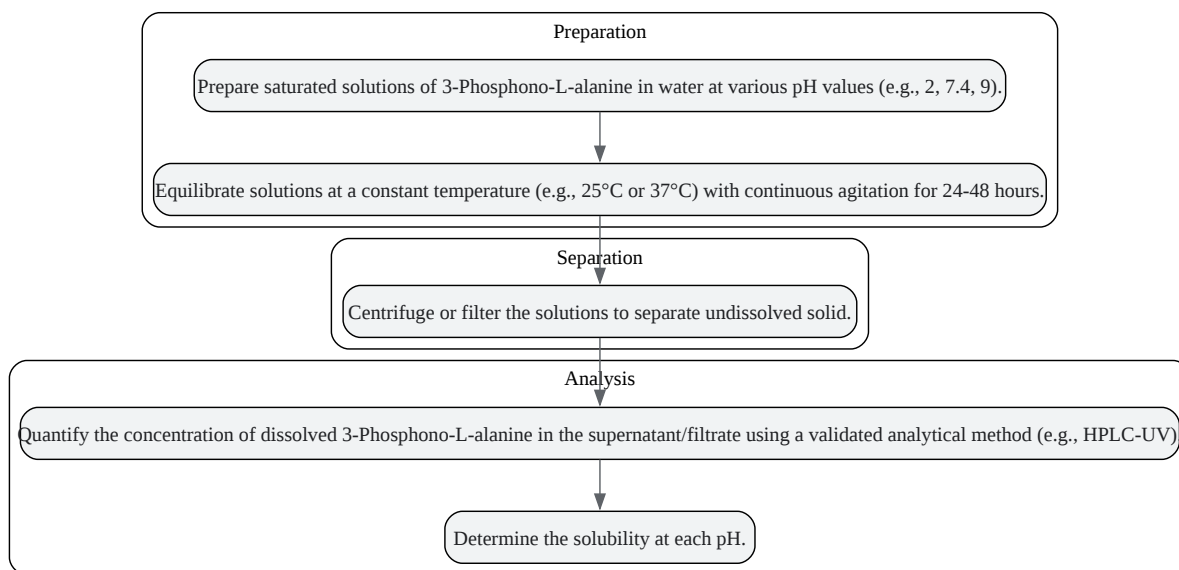 Preparation
Prepare saturated solutions of 3-Phosphono-L-alanine in water at various pH values (e.g., 2, 7.4, 9).
Equilibrate solutions at a constant temperature (e.g., 25°C or 37°C) with continuous agitation for 24-48 hours.
Separation
Centrifuge or filter the solutions to separate undissolved solid.
Analysis
Quantify the concentration of dissolved 3-Phosphono-L-alanine in the supernatant/filtrate using a validated analytical method (e.g., HPLC-UV)
Determine the solubility at each pH.